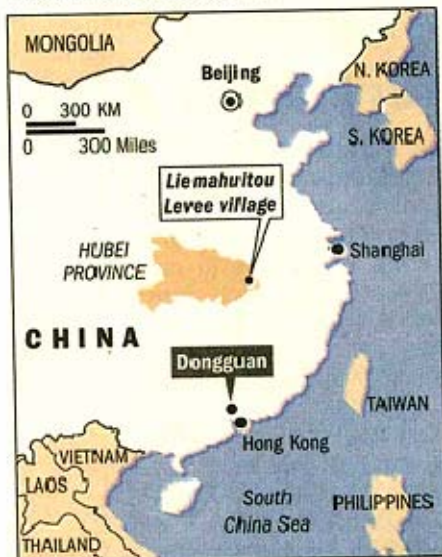 MONGOLIA
Beijing
N. KOREA
0 300 KM
0 300 Miles
S. KOREA
Liemahuitou
Levee village
HUBEI
PROVINCE
Shanghai
CHINA
Dongguan
TAIWAN
Hong Kong
VIETNAM
LAOS
South
China Sea
PHILIPPINES
THAILAND